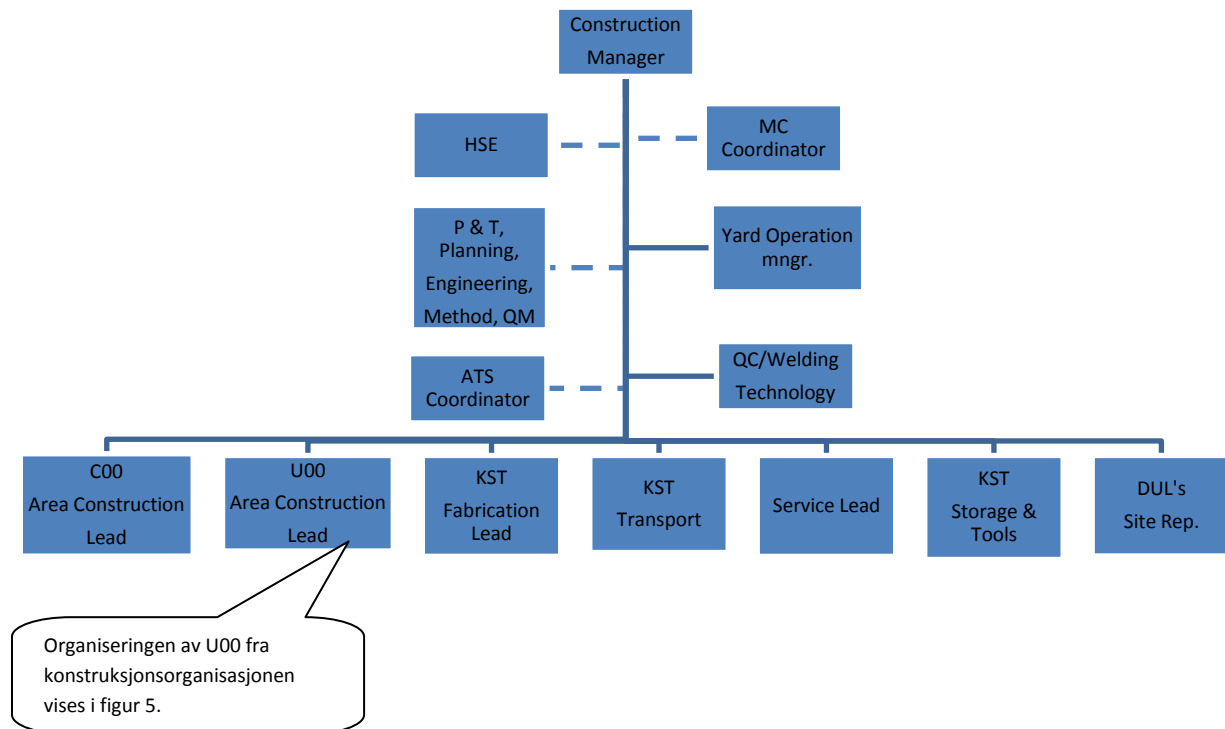 Construction
Manager
HSE
MC
Coordinator
P & T,
Planning,
Engineering,
Method, QM
Yard Operation
mngr.
ATS
Coordinator
QC/Welding
Technology
C00
Area Construction
Lead
U00
Area Construction
Lead
KST
Fabrication
Lead
KST
Transport
Service Lead
KST
Storage &
Tools
DUL's
Site Rep.
Organiseringen av U00 fra
konstruksjonsorganisasjonen
vises i figur 5.